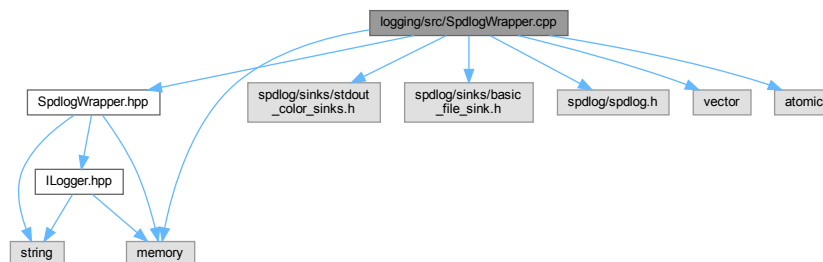 logging/src/SpdlogWrapper.cpp
SpdlogWrapper.hpp
spdlog/sinks/stdout
_color_sinks.h
spdlog/sinks/basic
_file_sink.h
spdlog/spdlog.h
vector
atomic
ILogger.hpp
string
memory